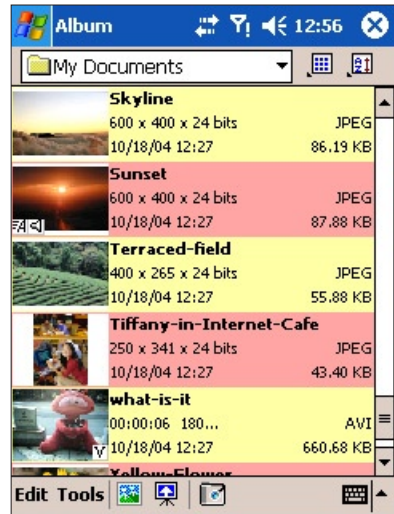 Album 12:56
My Documents
Skyline
600 x 400 x 24 bits JPEG
10/18/04 12:27 86.19 KB
Sunset
600 x 400 x 24 bits JPEG
10/18/04 12:27 87.88 KB
Terraced-field
400 x 265 x 24 bits JPEG
10/18/04 12:27 55.88 KB
Tiffany-in-Internet-Cafe
250 x 341 x 24 bits JPEG
10/18/04 12:27 43.40 KB
what-is-it
00:00:06 180... AVI
V 10/18/04 12:27 660.68 KB
Yellow-Flower
Edit Tools